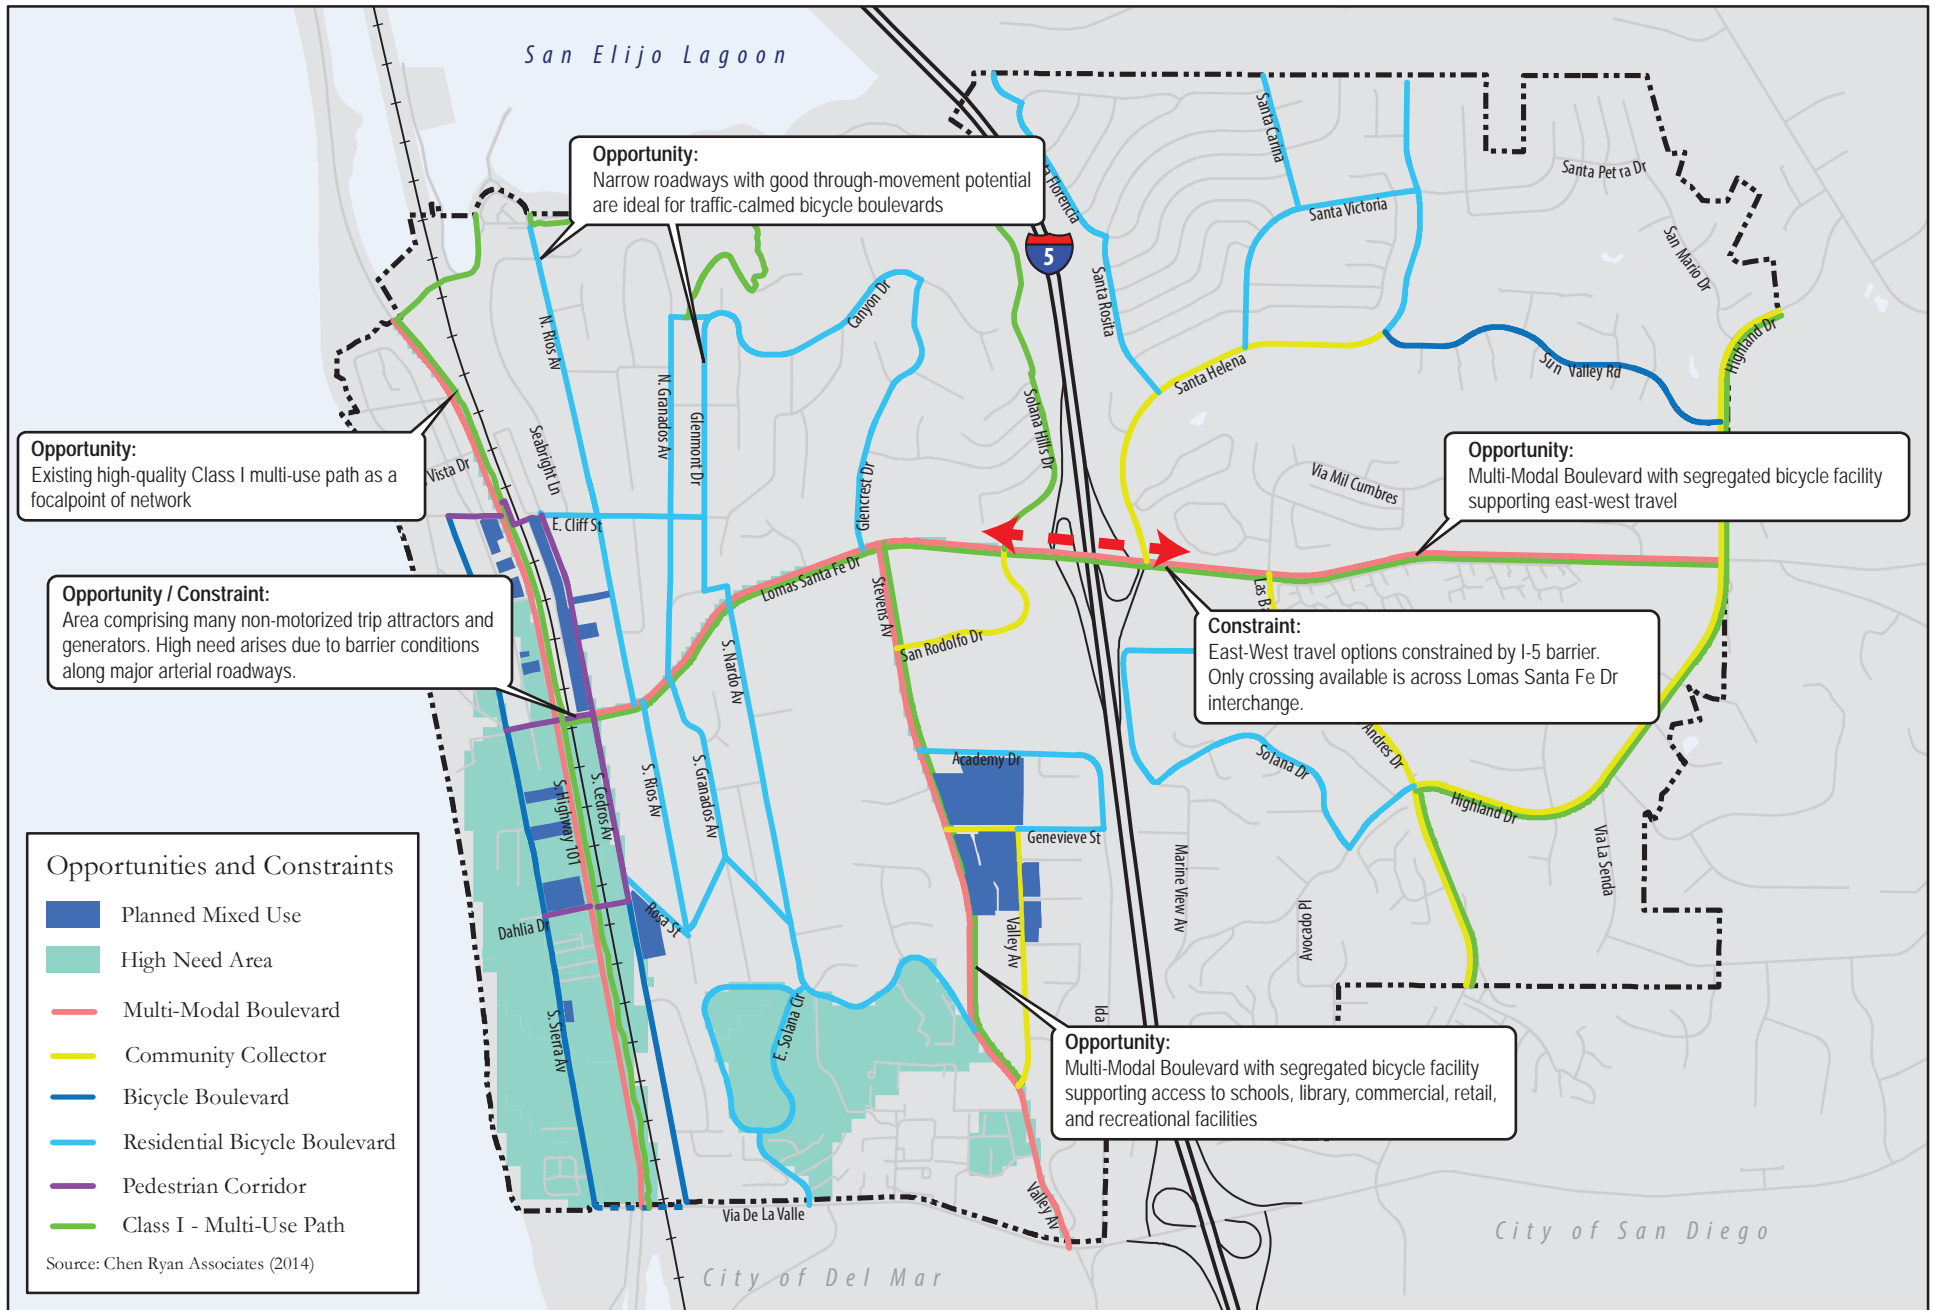 San Elijo Lagoon
Opportunity:
Narrow roadways with good through-movement potential
are ideal for traffic-calmed bicycle boulevards
Santa Carina
Santa Petra Dr
Florencia
Santa Victoria
5
San Mario Dr
Santa Rosita
Canyon Dr
N. Rios Av
Highland Dr
Sun Valley Rd
Santa Helena
N. Granados Av
Glenmont Dr
Solana Hills Dr
Seabright Ln
Opportunity:
Existing high-quality Class I multi-use path as a
focalpoint of network
Vista Dr
Opportunity:
Multi-Modal Boulevard with segregated bicycle facility
supporting east-west travel
Via Mil Cumbres
Glencrest Dr
E. Cliff St
Lomas Santa Fe Dr
Stevens Av
Opportunity / Constraint:
Area comprising many non-motorized trip attractors and
generators. High need arises due to barrier conditions
along major arterial roadways.
Las
Constraint:
East-West travel options constrained by I-5 barrier.
Only crossing available is across Lomas Santa Fe Dr
interchange.
San Rodolfo Dr
S. Nardo Av
Andres Dr
Solana Dr
Academy Dr
S. Rios Av
S. Granados Av
S. Cedros Av
S. Highway 101
Highland Dr
Genevieve St
Via La Senda
Marine View Av
Avocado Pl
Rosa St
Dahlia Dr
Valley Av
S. Sierra Av
E. Solana Cir
Ida
Opportunity:
Multi-Modal Boulevard with segregated bicycle facility
supporting access to schools, library, commercial, retail,
and recreational facilities
Valley Av
Via De La Valle
City of San Diego
City of Del Mar
Opportunities and Constraints
Planned Mixed Use
High Need Area
Multi-Modal Boulevard
Community Collector
Bicycle Boulevard
Residential Bicycle Boulevard
Pedestrian Corridor
Class I - Multi-Use Path
Source: Chen Ryan Associates (2014)